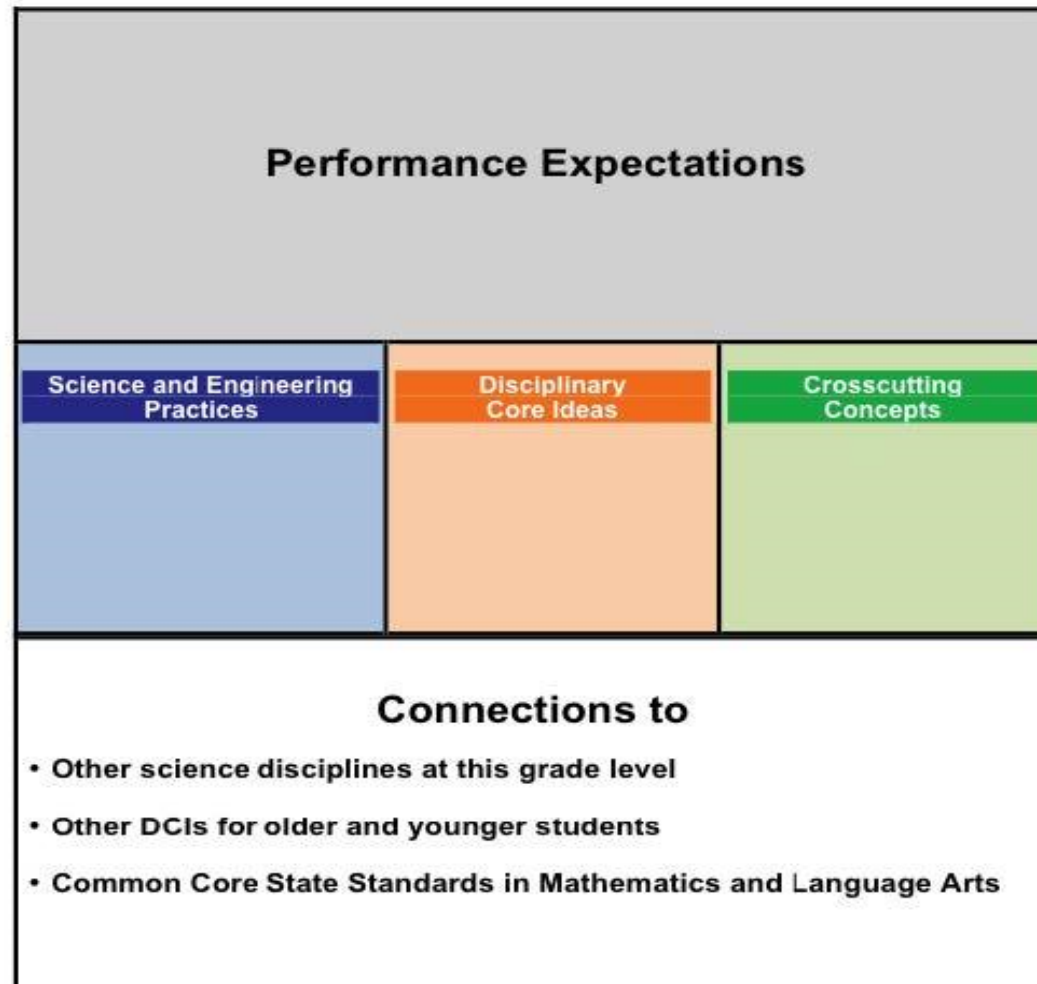 Performance Expectations
Science and Engineering
Practices
Disciplinary
Core Ideas
Crosscutting
Concepts
Connections to
• Other science disciplines at this grade level
• Other DCIs for older and younger students
• Common Core State Standards in Mathematics and Language Arts